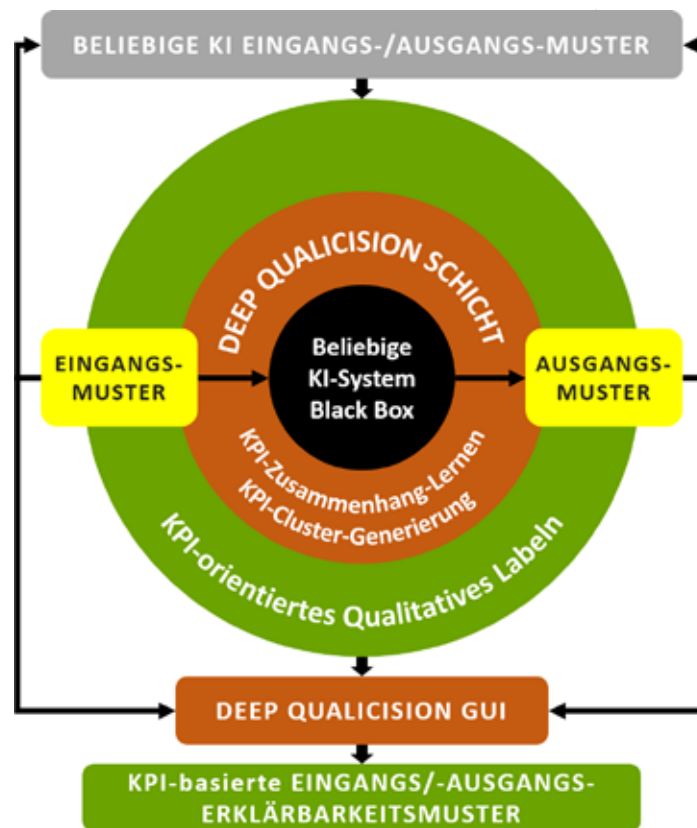 BELIEBIGE KI EINGANGS-/AUSGANGS-MUSTER
DEEP QUALICISION SCHICHT
EINGANGS-
MUSTER
Beliebige
KI-System
Black Box
AUSGANGS-
MUSTER
KPI-Zusammenhang-Lernen
KPI-Cluster-Generierung
KPI-orientiertes Qualitatives Labeln
DEEP QUALICISION GUI
KPI-basierte EINGANGS/-AUSGANGS-
ERKLÄRBARKEITSMUSTER